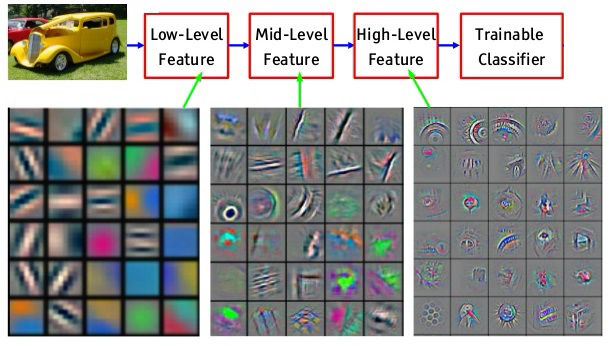 Low-Level
Feature
Mid-Level
Feature
High-Level
Feature
Trainable
Classifier